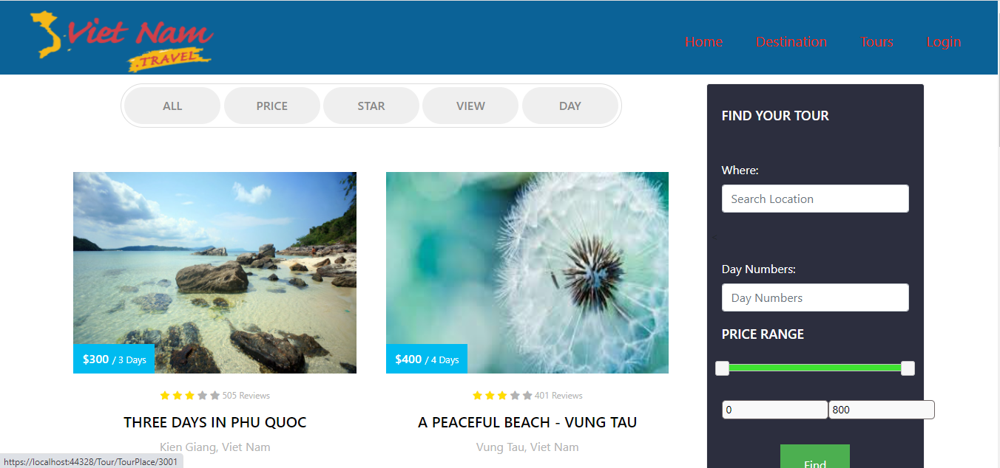 Viet Nam
.TRAVEL
Home Destination Tours Login
ALL PRICE STAR VIEW DAY
FIND YOUR TOUR
Where:
Search Location
Day Numbers:
Day Numbers
PRICE RANGE
0 800
Find
$300 / 3 Days
505 Reviews
THREE DAYS IN PHU QUOC
Kien Giang, Viet Nam
$400 / 4 Days
401 Reviews
A PEACEFUL BEACH - VUNG TAU
Vung Tau, Viet Nam
https://localhost:44328/Tour/TourPlace/3001